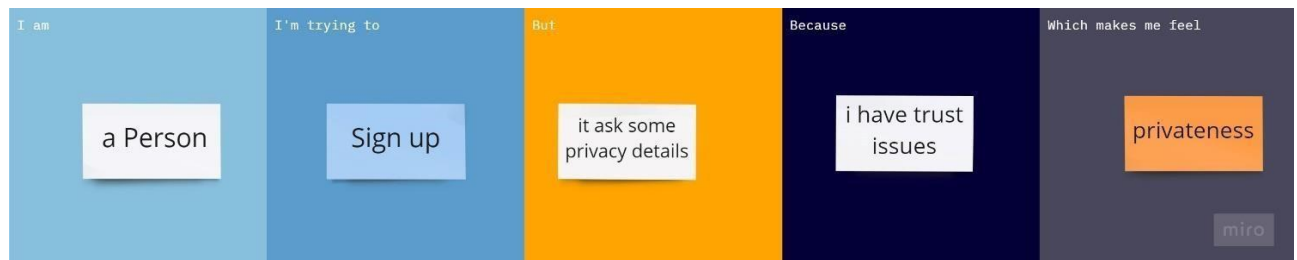 I am
a Person
I'm trying to
Sign up
But
it ask some
privacy details
Because
i have trust
issues
Which makes me feel
privateness
miro